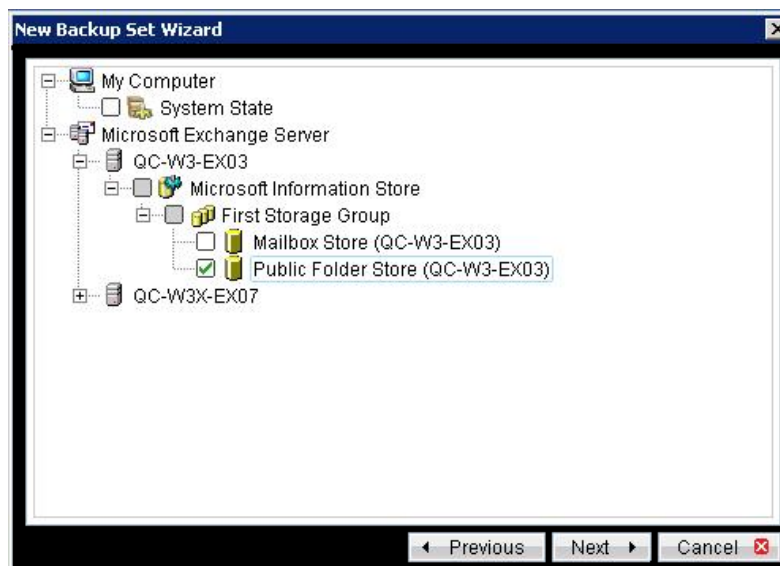 New Backup Set Wizard
My Computer
System State
Microsoft Exchange Server
QC-W3-EX03
Microsoft Information Store
First Storage Group
Mailbox Store (QC-W3-EX03)
Public Folder Store (QC-W3-EX03)
QC-W3X-EX07
Previous Next Cancel